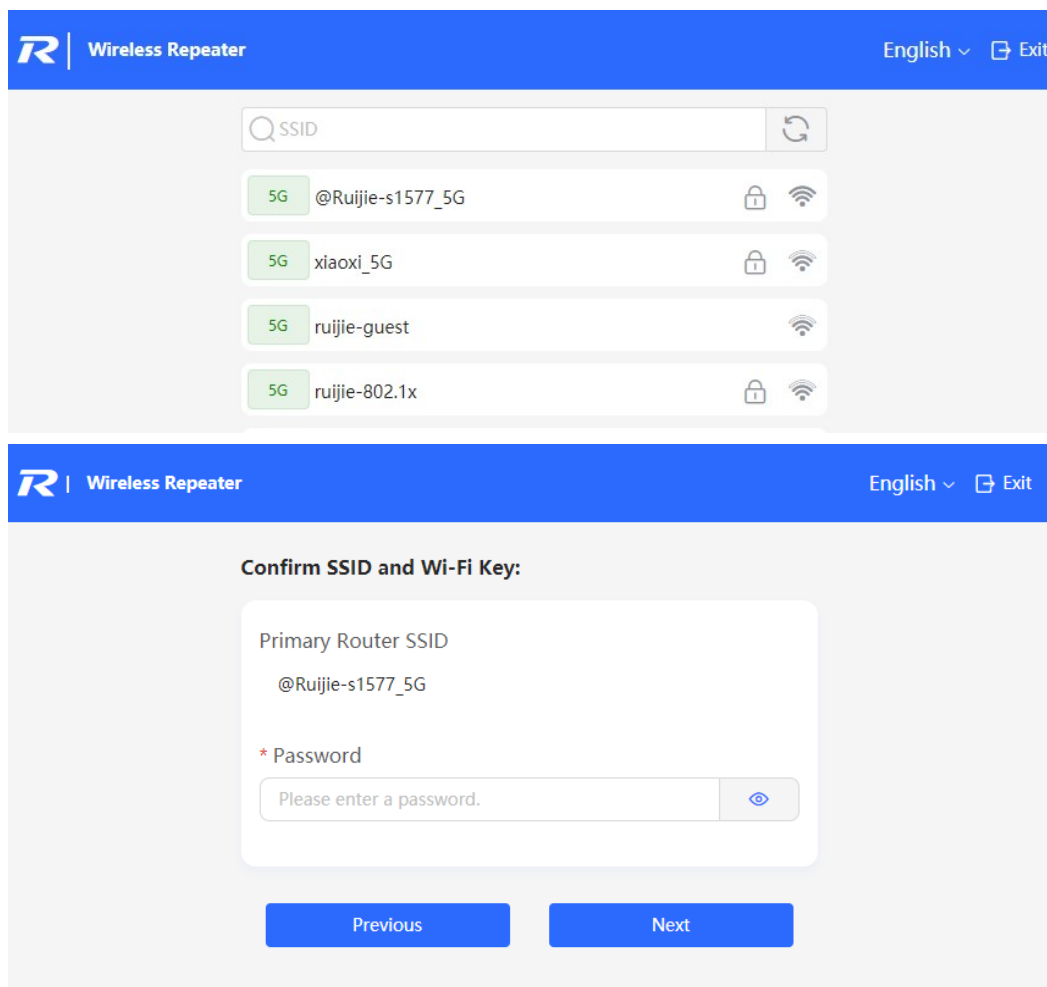 R Wireless Repeater English Exit
SSID
5G @Ruijie-s1577_5G
5G xiaoxi_5G
5G ruijie-guest
5G ruijie-802.1x
R Wireless Repeater English Exit
Confirm SSID and Wi-Fi Key:
Primary Router SSID
@Ruijie-s1577_5G
* Password
Please enter a password.
Previous Next